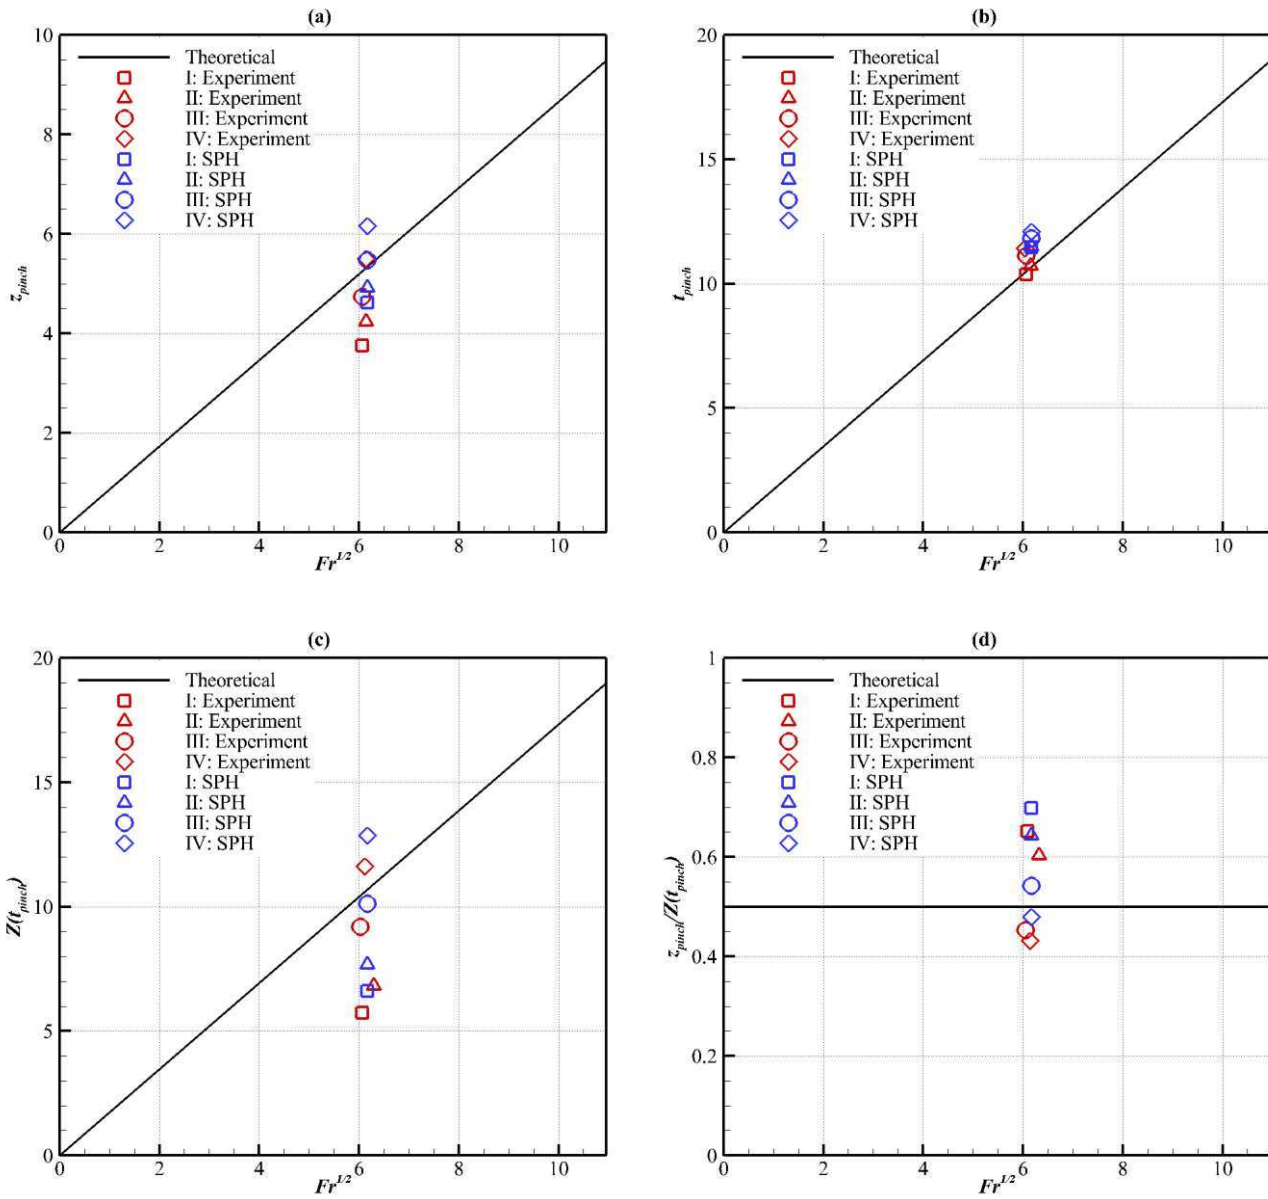 (a)
10
8
6
4
2
0
z_pinch
Theoretical
I: Experiment
II: Experiment
III: Experiment
IV: Experiment
I: SPH
II: SPH
III: SPH
IV: SPH
0 2 4 6 8 10
Fr^1/2
(b)
20
15
10
5
0
t_pinch
Theoretical
I: Experiment
II: Experiment
III: Experiment
IV: Experiment
I: SPH
II: SPH
III: SPH
IV: SPH
0 2 4 6 8 10
Fr^1/2
(c)
20
15
10
5
0
Z(t_pinch)
Theoretical
I: Experiment
II: Experiment
III: Experiment
IV: Experiment
I: SPH
II: SPH
III: SPH
IV: SPH
0 2 4 6 8 10
Fr^1/2
(d)
1
0.8
0.6
0.4
0.2
0
z_pinch/Z(t_pinch)
Theoretical
I: Experiment
II: Experiment
III: Experiment
IV: Experiment
I: SPH
II: SPH
III: SPH
IV: SPH
0 2 4 6 8 10
Fr^1/2